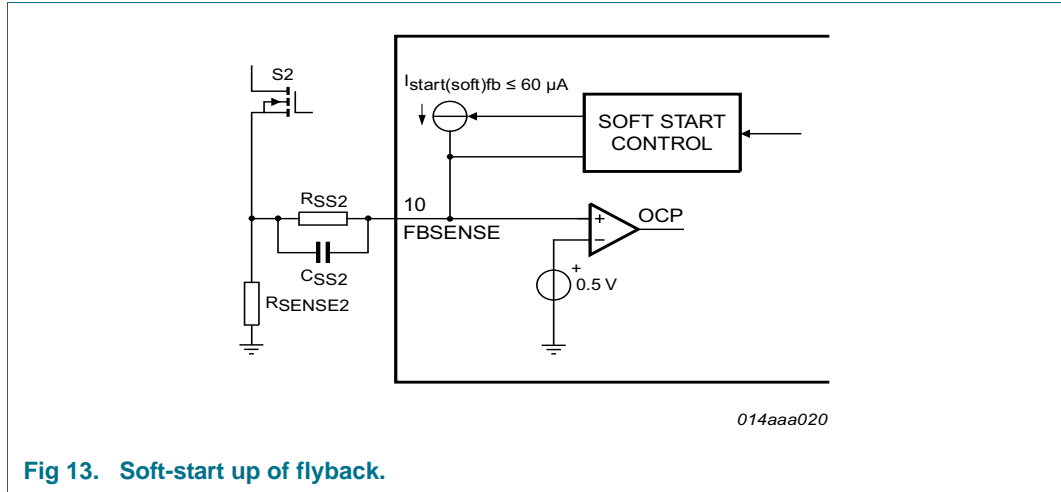 S2
Istart(soft)fb ≤ 60 μA
SOFT START
CONTROL
RSS2
10
FBSENSE
OCP
CSS2
+
−
+
0.5 V
RSENSE2
014aaa020
Fig 13. Soft-start up of flyback.